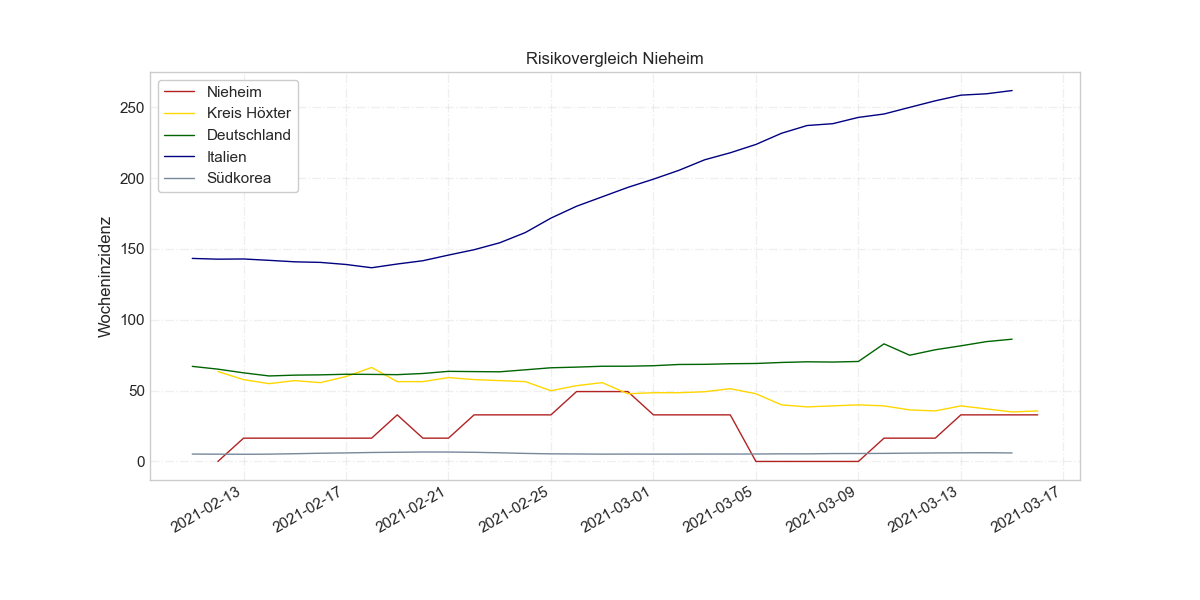 Risikovergleich Nieheim
Nieheim
Kreis Höxter
Deutschland
Italien
Südkorea
Wocheninzidenz
250
200
150
100
50
0
2021-02-13
2021-02-17
2021-02-21
2021-02-25
2021-03-01
2021-03-05
2021-03-09
2021-03-13
2021-03-17